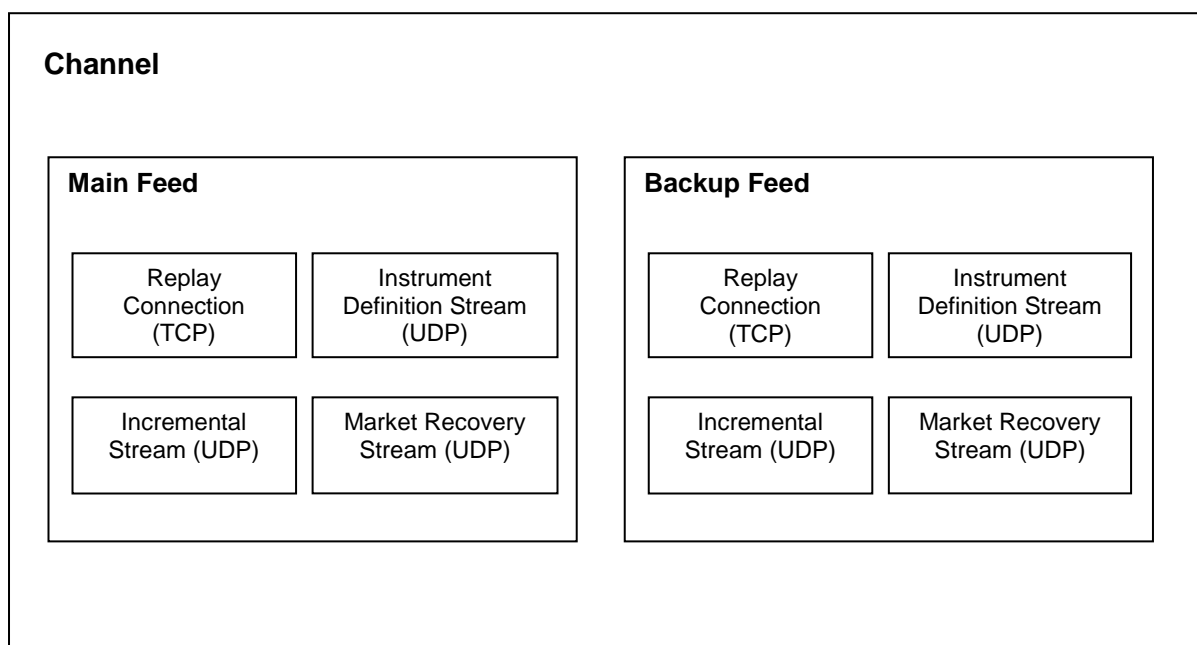 Channel
Main Feed
Replay
Connection
(TCP)
Instrument
Definition Stream
(UDP)
Incremental
Stream (UDP)
Market Recovery
Stream (UDP)
Backup Feed
Replay
Connection
(TCP)
Instrument
Definition Stream
(UDP)
Incremental
Stream (UDP)
Market Recovery
Stream (UDP)